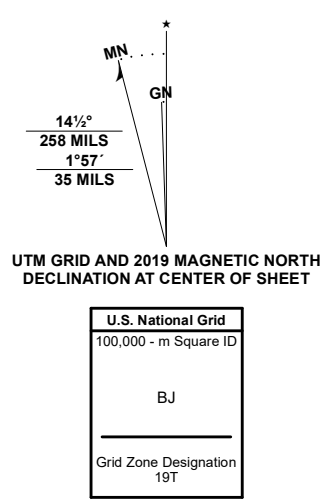 ★
MN
GN
14½°
258 MILS
1°57´
35 MILS
UTM GRID AND 2019 MAGNETIC NORTH
DECLINATION AT CENTER OF SHEET
U.S. National Grid
100,000 - m Square ID
BJ
Grid Zone Designation
19T